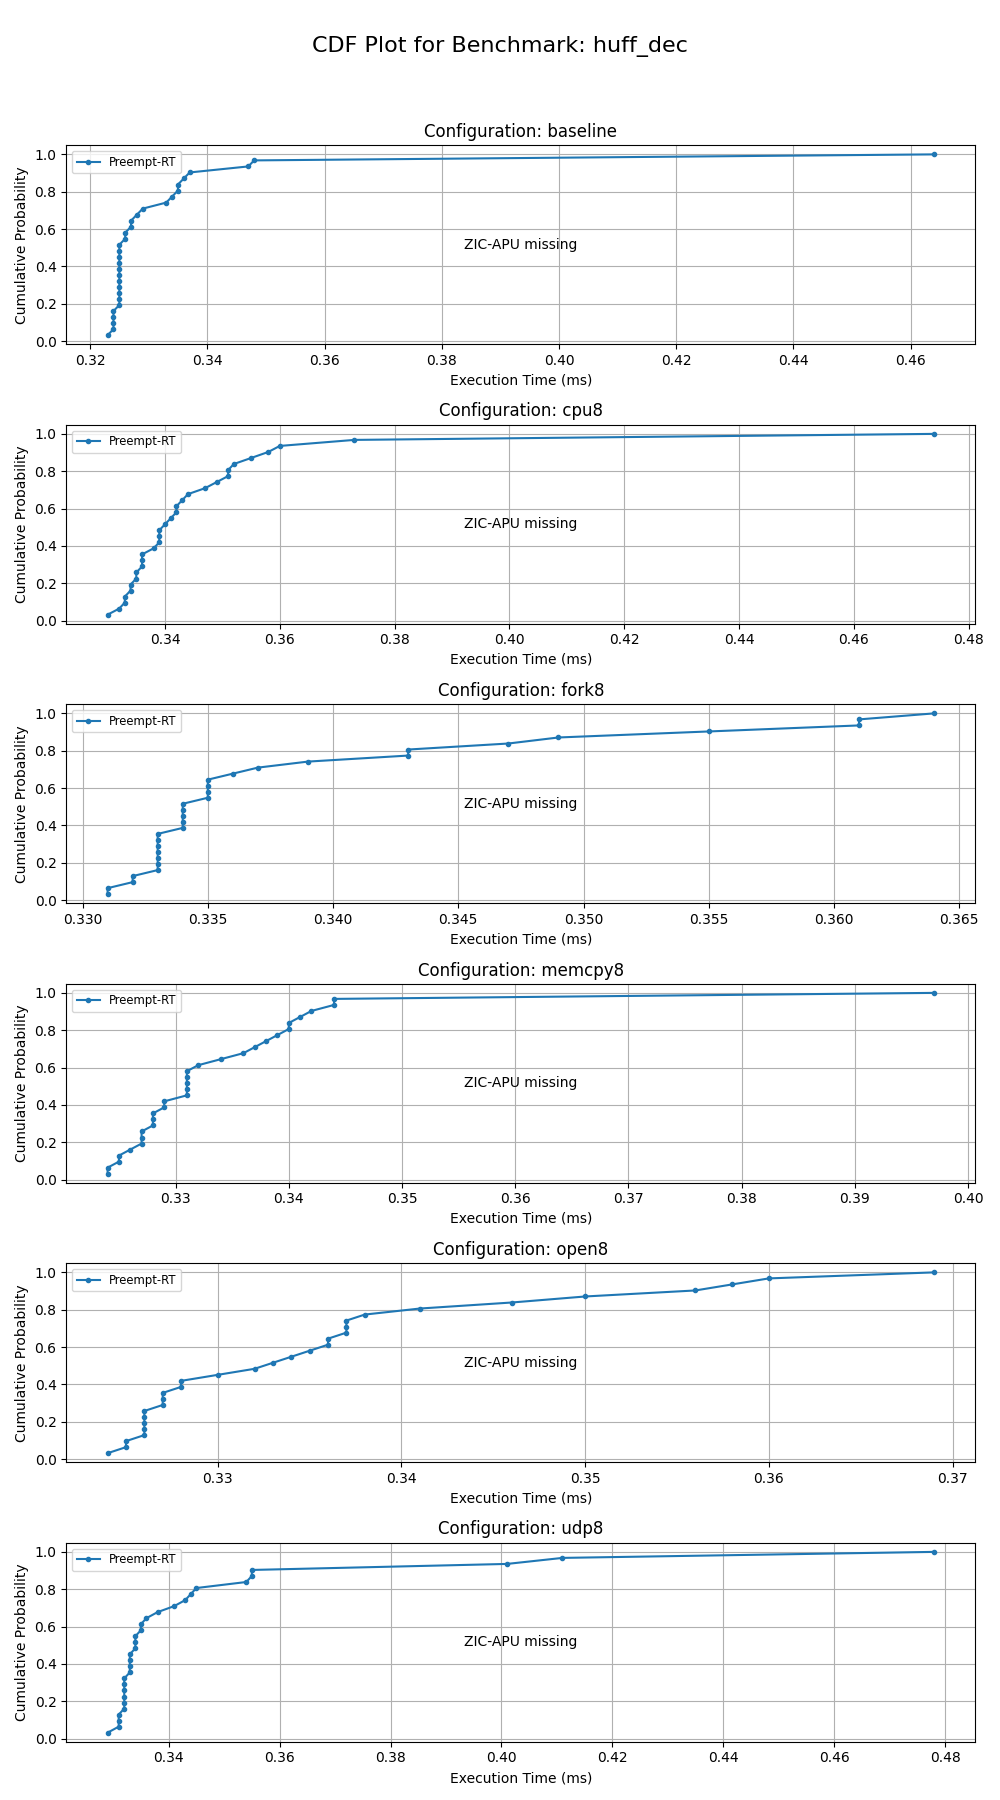 CDF Plot for Benchmark: huff_dec
Configuration: baseline
Cumulative Probability
1.0
0.8
0.6
0.4
0.2
0.0
Preempt-RT
ZIC-APU missing
0.32 0.34 0.36 0.38 0.40 0.42 0.44 0.46
Execution Time (ms)
Configuration: cpu8
Cumulative Probability
1.0
0.8
0.6
0.4
0.2
0.0
Preempt-RT
ZIC-APU missing
0.34 0.36 0.38 0.40 0.42 0.44 0.46 0.48
Execution Time (ms)
Configuration: fork8
Cumulative Probability
1.0
0.8
0.6
0.4
0.2
0.0
Preempt-RT
ZIC-APU missing
0.330 0.335 0.340 0.345 0.350 0.355 0.360 0.365
Execution Time (ms)
Configuration: memcpy8
Cumulative Probability
1.0
0.8
0.6
0.4
0.2
0.0
Preempt-RT
ZIC-APU missing
0.33 0.34 0.35 0.36 0.37 0.38 0.39 0.40
Execution Time (ms)
Configuration: open8
Cumulative Probability
1.0
0.8
0.6
0.4
0.2
0.0
Preempt-RT
ZIC-APU missing
0.33 0.34 0.35 0.36 0.37
Execution Time (ms)
Configuration: udp8
Cumulative Probability
1.0
0.8
0.6
0.4
0.2
0.0
Preempt-RT
ZIC-APU missing
0.34 0.36 0.38 0.40 0.42 0.44 0.46 0.48
Execution Time (ms)